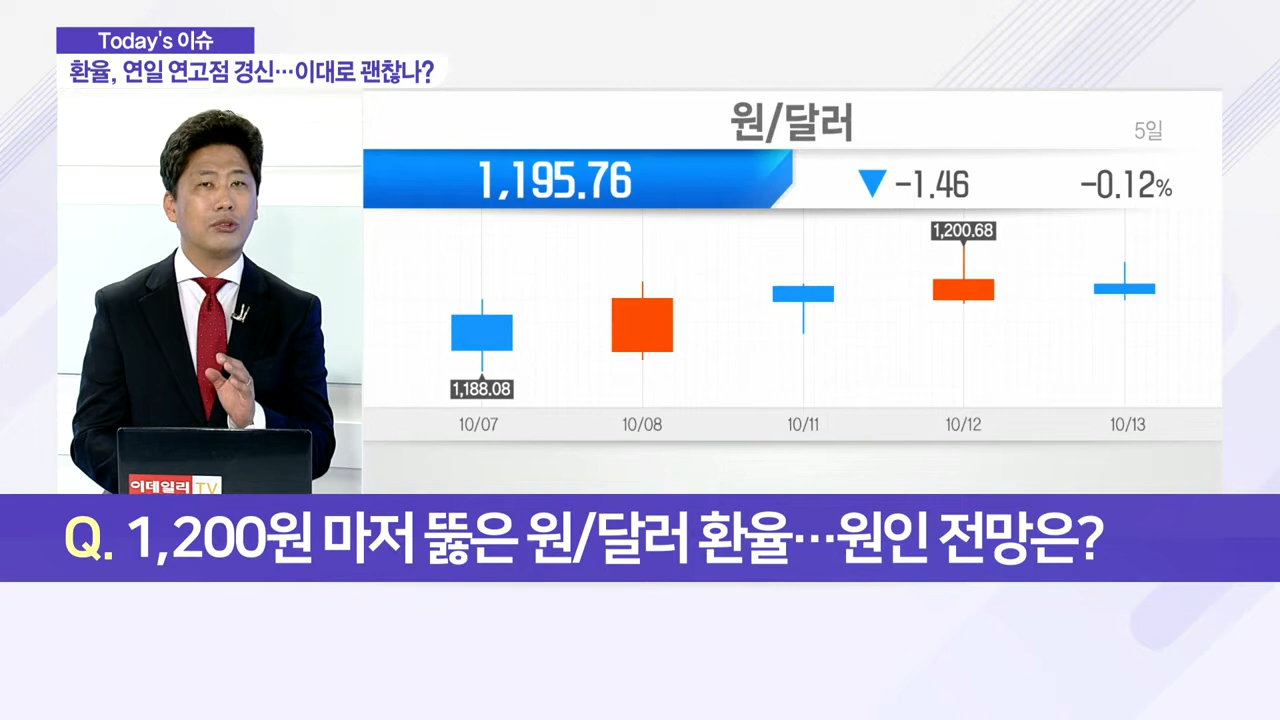 Today's 이슈
환율, 연일 연고점 경신…이대로 괜찮나?
원/달러
5일
1,195.76
▼ -1.46
-0.12%
1,200.68
1,188.08
10/07
10/08
10/11
10/12
10/13
이데일리 TV
Q. 1,200원 마저 뚫은 원/달러 환율…원인 전망은?